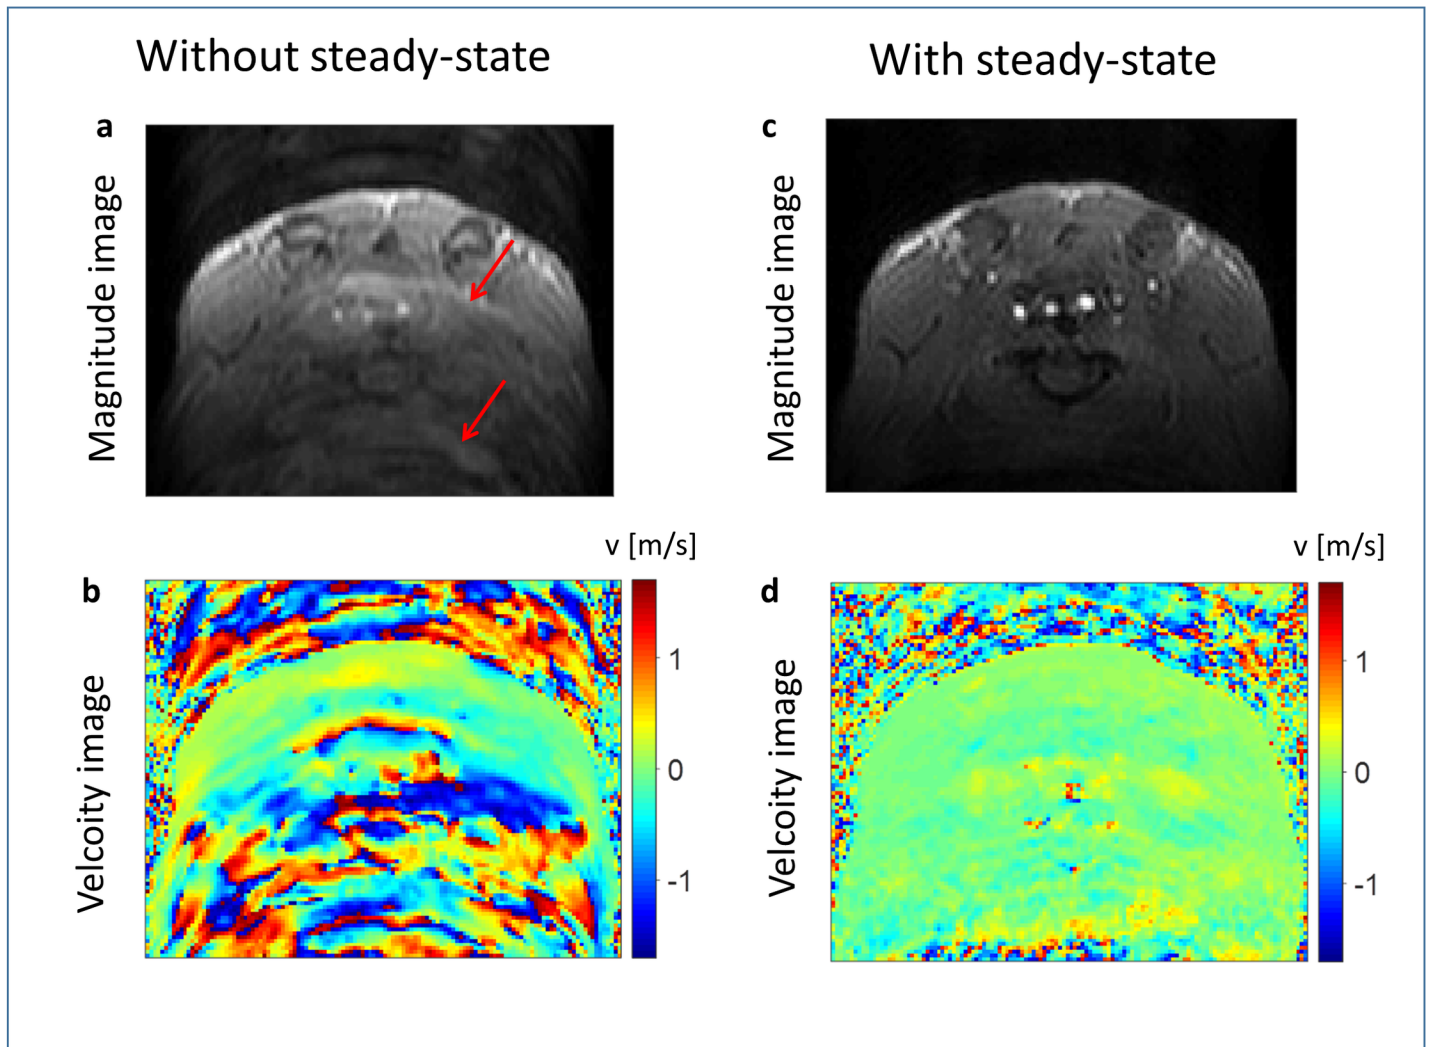 Without steady-state
With steady-state
a
c
Magnitude image
Magnitude image
v [m/s]
v [m/s]
b
d
Velcoity image
Velcoity image
1
0
-1
1
0
-1